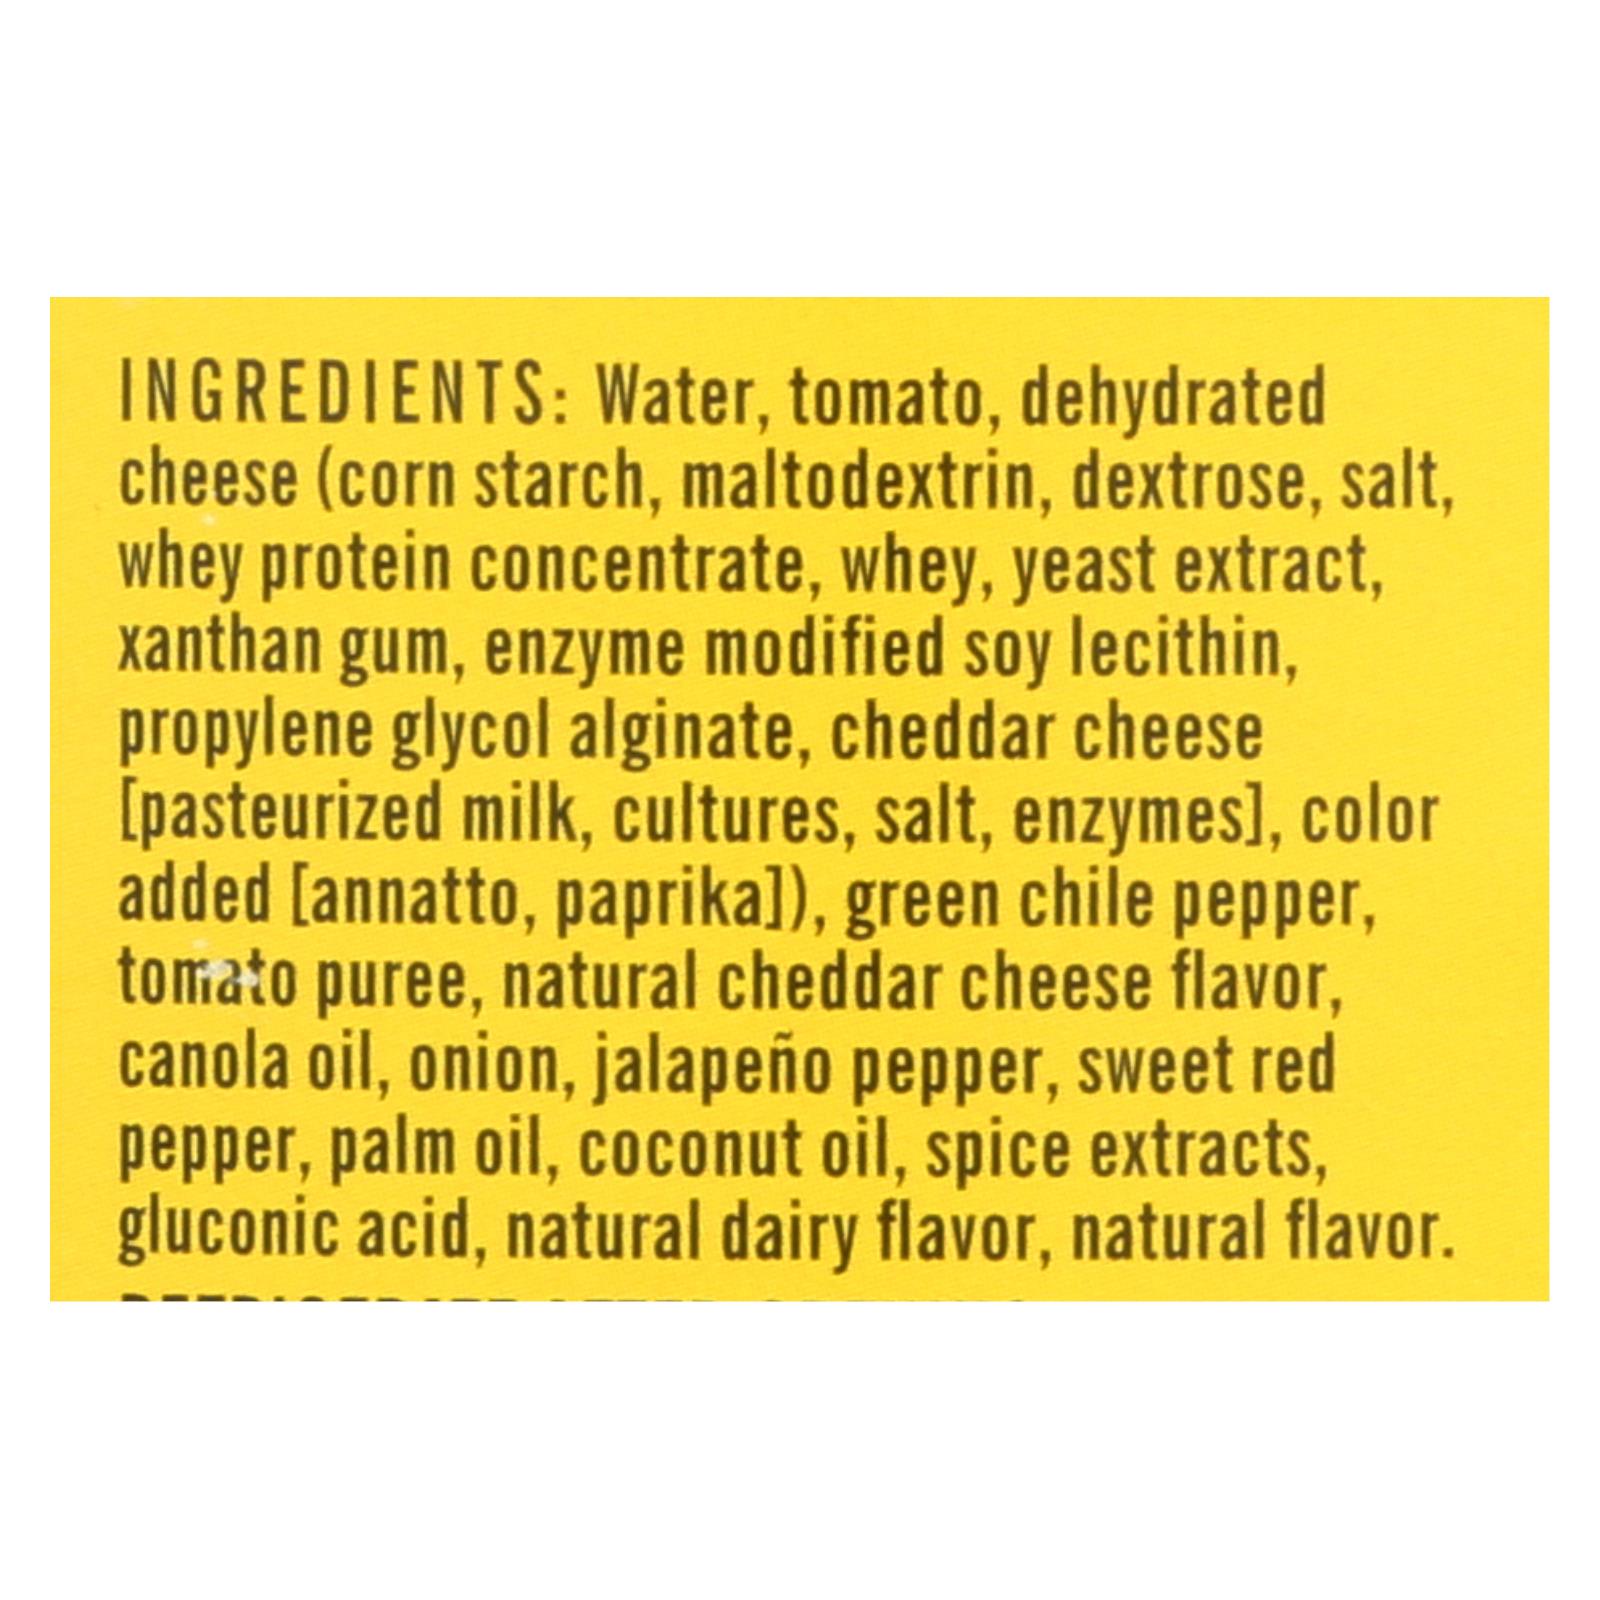 INGREDIENTS: Water, tomato, dehydrated
cheese (corn starch, maltodextrin, dextrose, salt,
whey protein concentrate, whey, yeast extract,
xanthan gum, enzyme modified soy lecithin,
propylene glycol alginate, cheddar cheese
[pasteurized milk, cultures, salt, enzymes], color
added [annatto, paprika]), green chile pepper,
tomato puree, natural cheddar cheese flavor,
canola oil, onion, jalapeño pepper, sweet red
pepper, palm oil, coconut oil, spice extracts,
gluconic acid, natural dairy flavor, natural flavor.